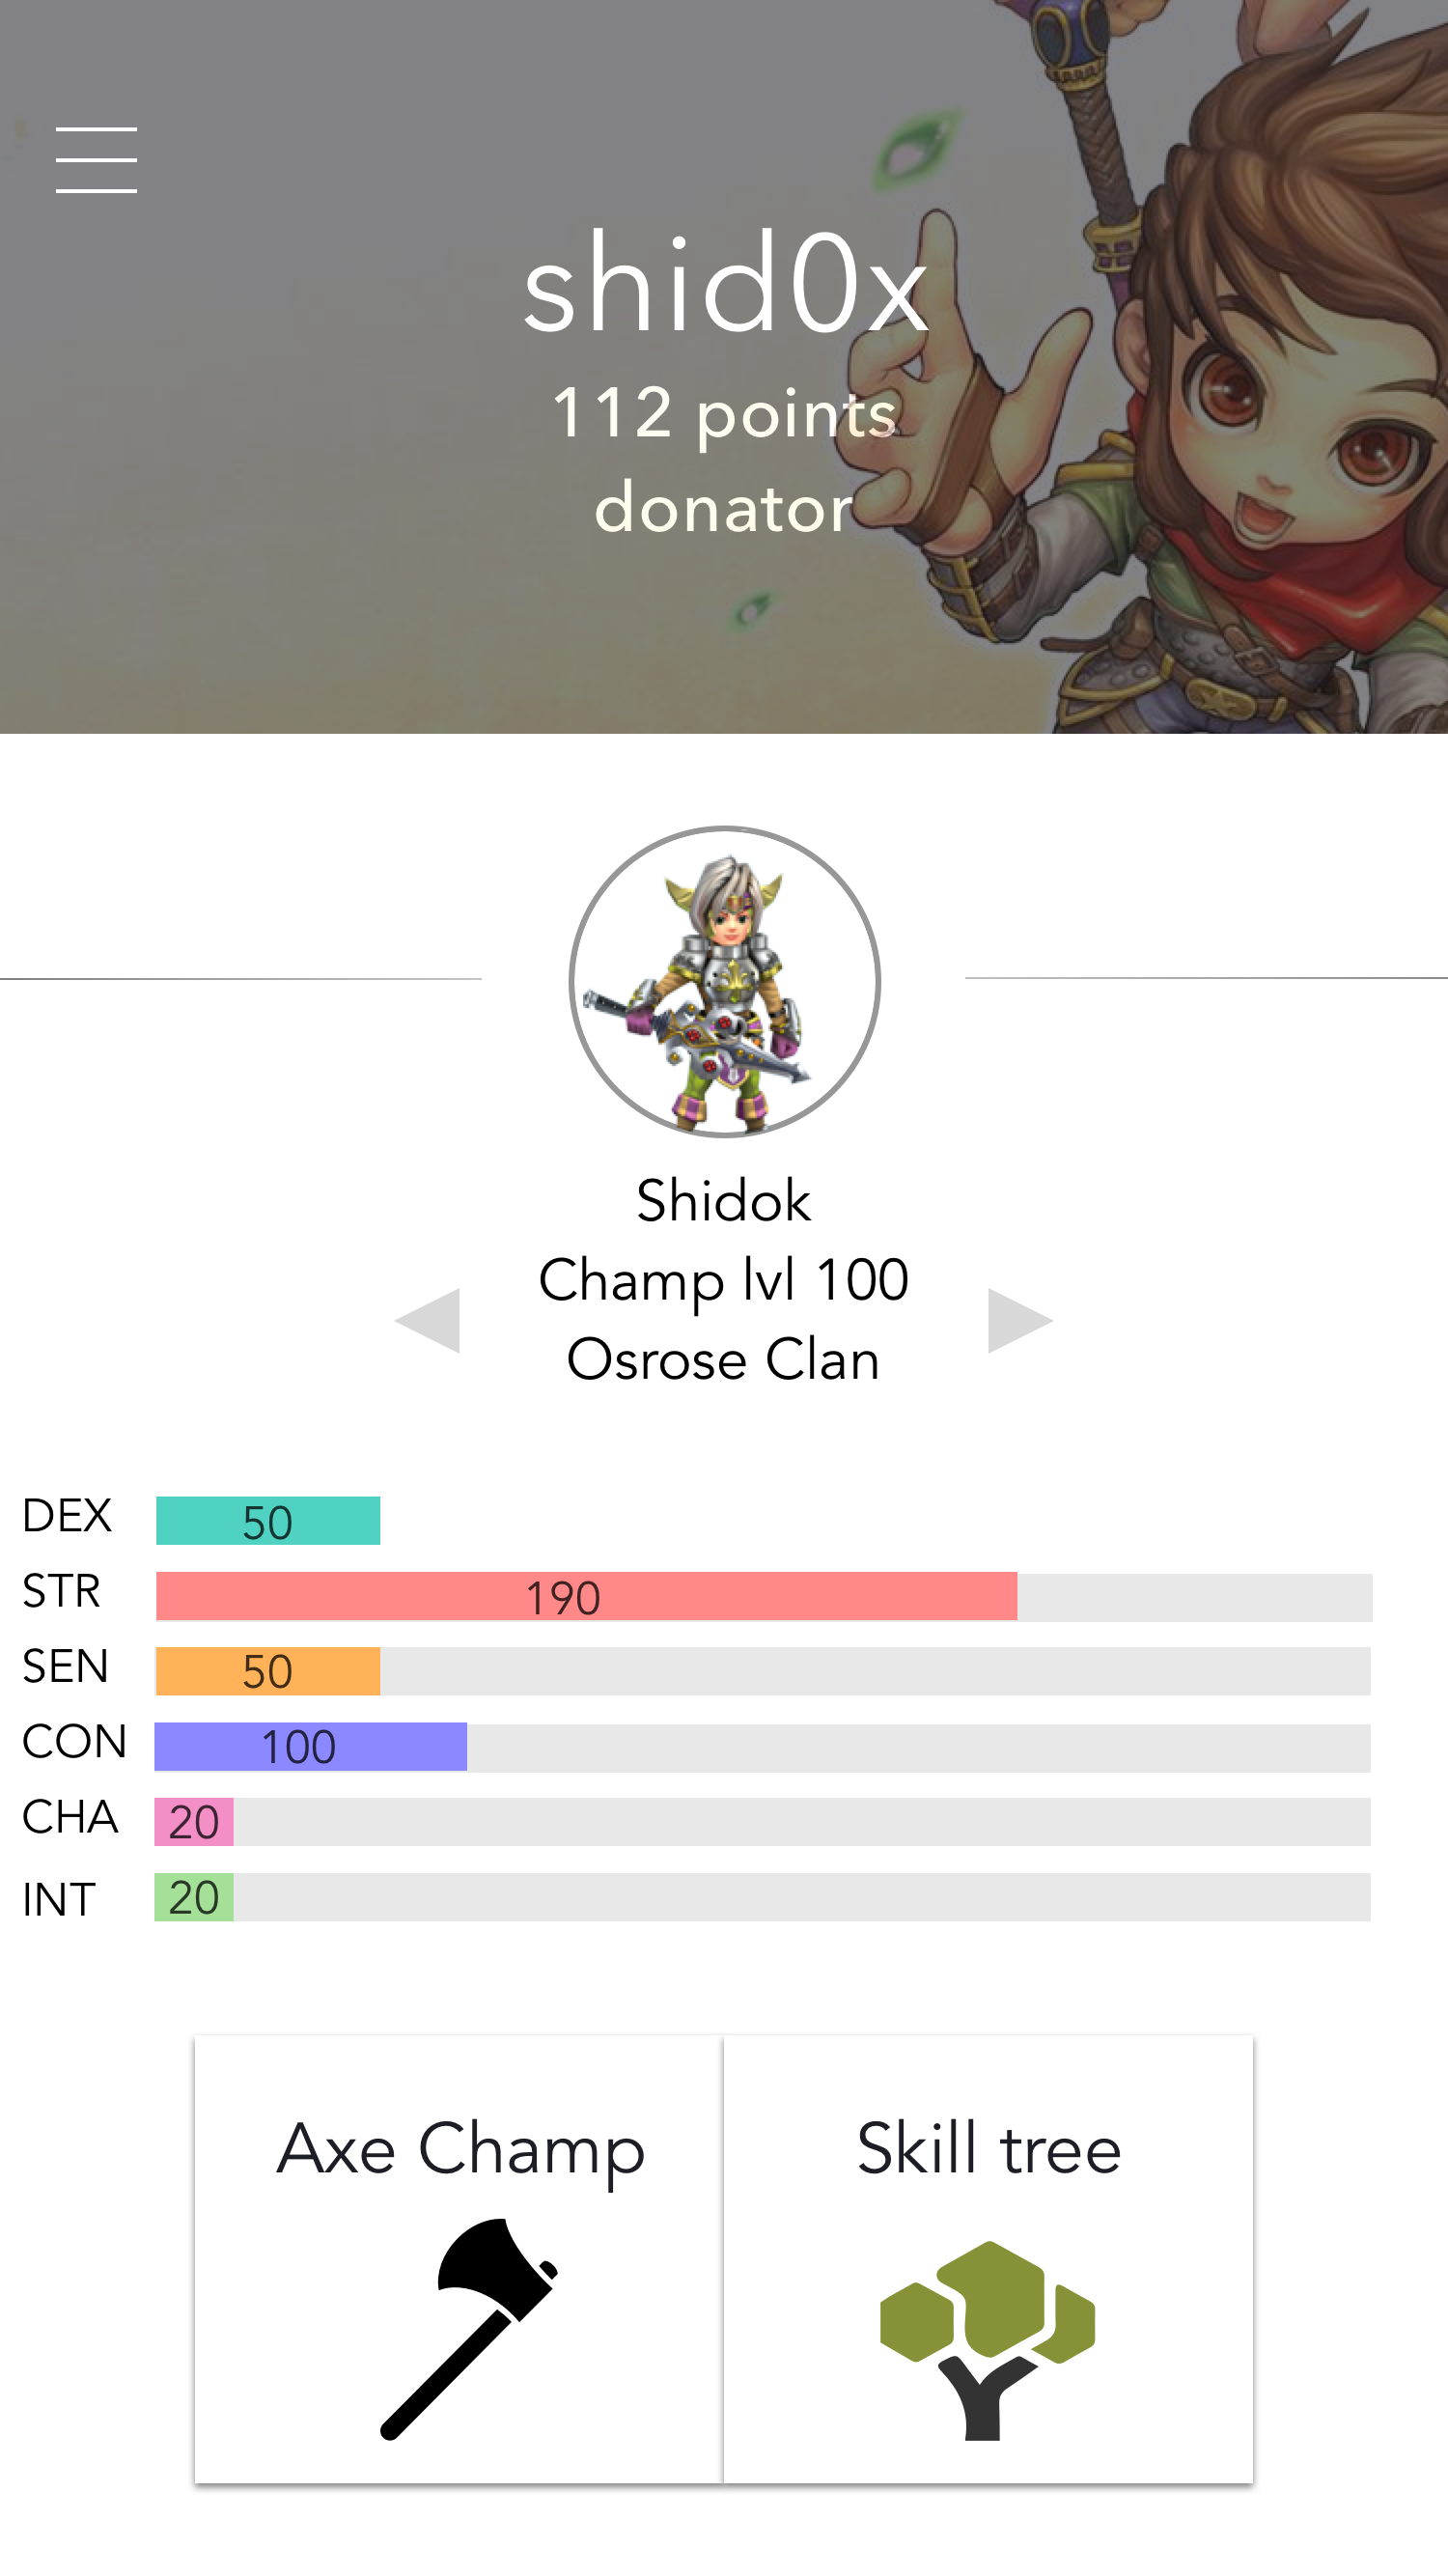 shid0x
112 points
donator
Shidok
Champ lvl 100
Osrose Clan
DEX 50
STR 190
SEN 50
CON 100
CHA 20
INT 20
Axe Champ
Skill tree